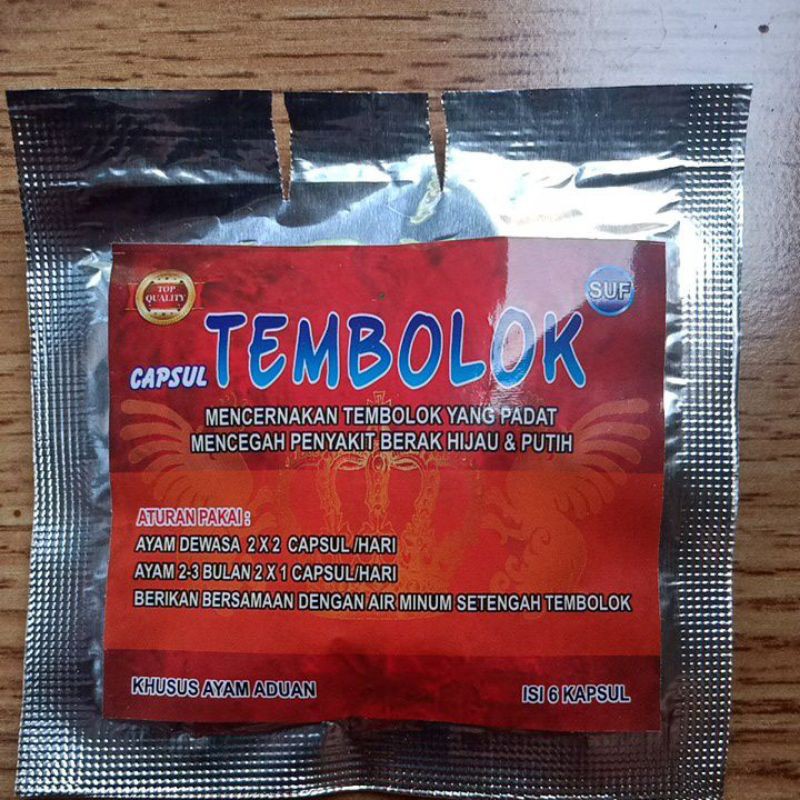 TOP
QUALITY
SUF
CAPSUL TEMBOLOK
MENCERNAKAN TEMBOLOK YANG PADAT
MENCEGAH PENYAKIT BERAK HIJAU & PUTIH
ATURAN PAKAI :
AYAM DEWASA 2 X 2 CAPSUL /HARI
AYAM 2-3 BULAN 2 X 1 CAPSUL/HARI
BERIKAN BERSAMAAN DENGAN AIR MINUM SETENGAH TEMBOLOK
KHUSUS AYAM ADUAN
ISI 6 KAPSUL